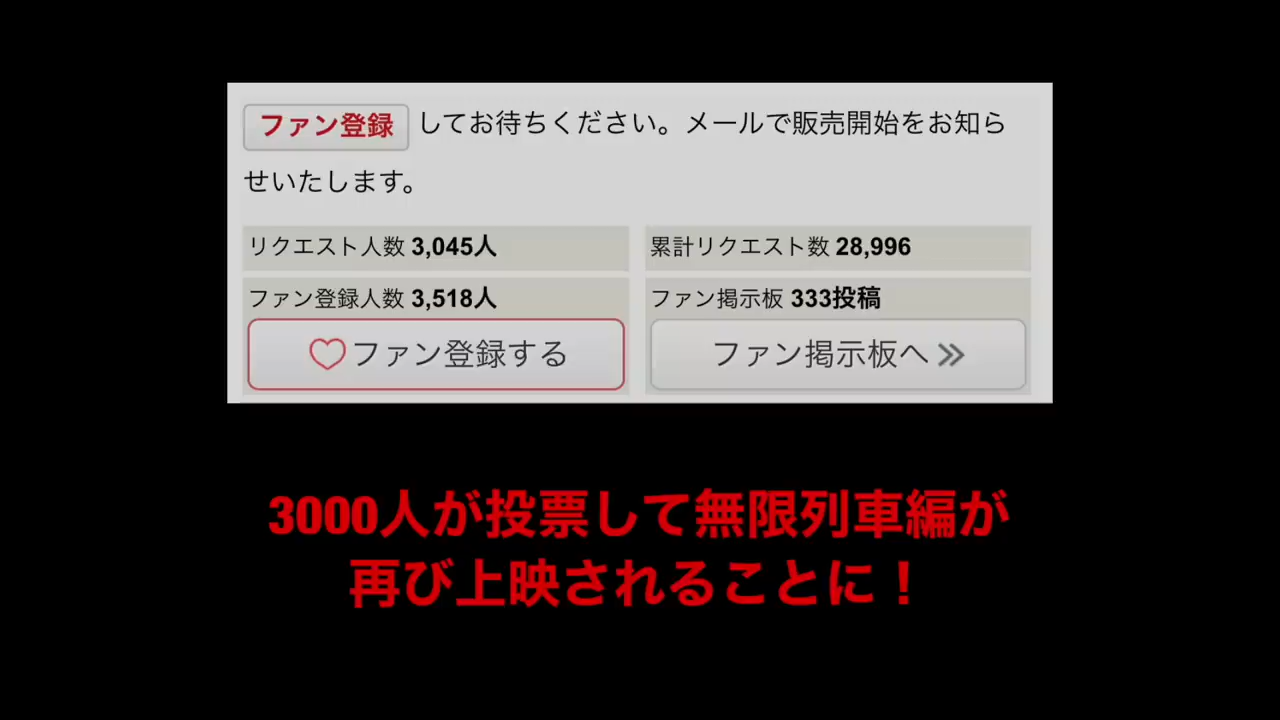 ファン登録 してお待ちください。メールで販売開始をお知ら
せいたします。
リクエスト人数 3,045人
累計リクエスト数 28,996
ファン登録人数 3,518人
ファン掲示板 333投稿
♡ファン登録する
ファン掲示板へ »
3000人が投票して無限列車編が
再び上映されることに！